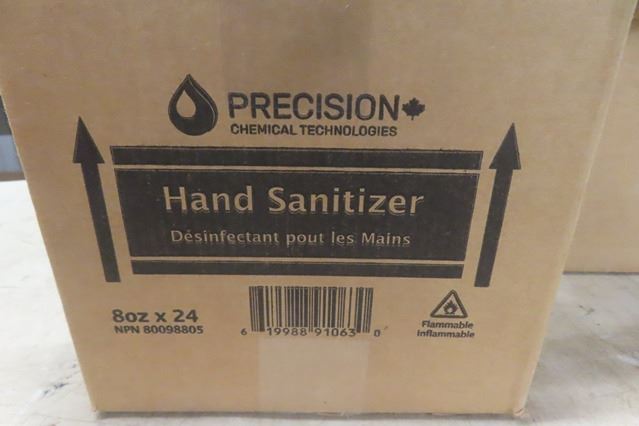 PRECISION
CHEMICAL TECHNOLOGIES
Hand Sanitizer
Désinfectant pout les Mains
8oz x 24
NPN 80098805
6 19988 91063 0
Flammable
Inflammable